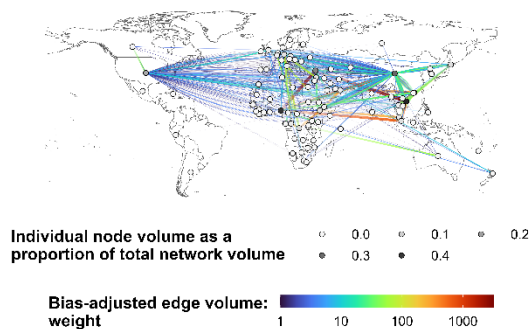 Individual node volume as a
proportion of total network volume
0.0 0.1 0.2
0.3 0.4
Bias-adjusted edge volume:
weight
1 10 100 1000